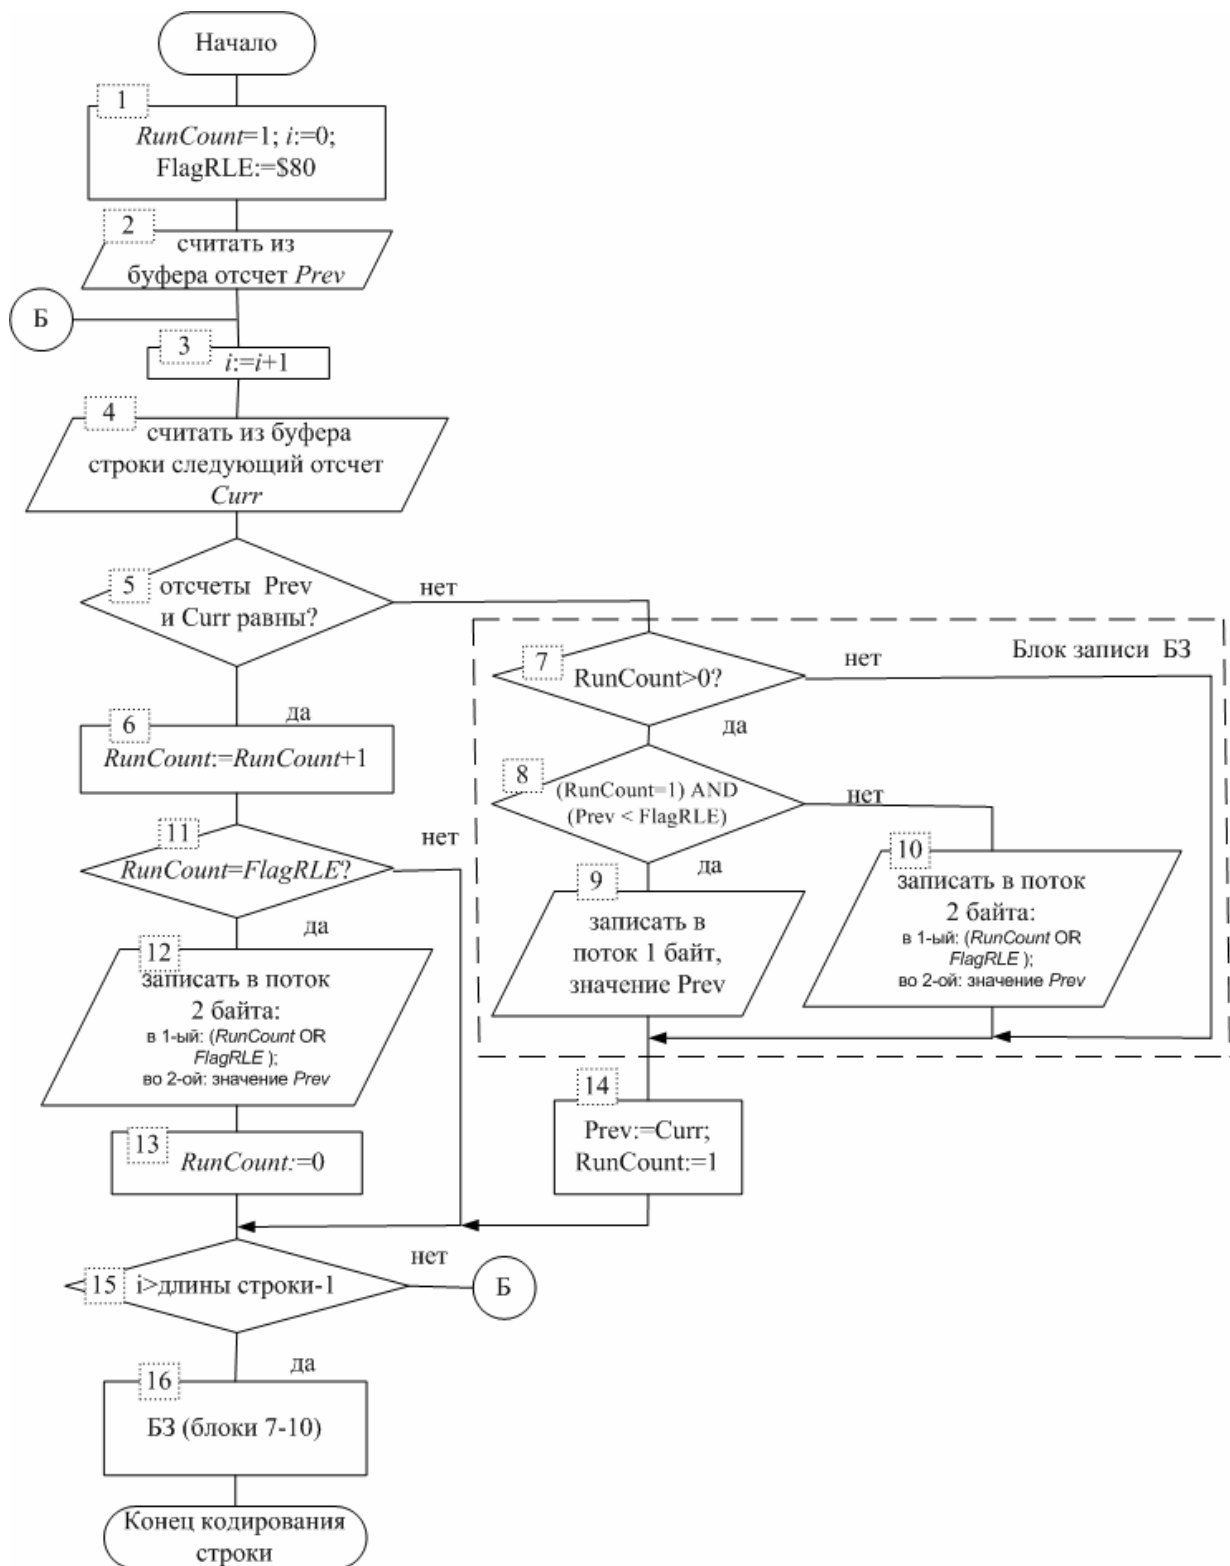 Начало
1
RunCount=1; i:=0;
FlagRLE:=$80
2
считать из
буфера отсчет Prev
Б
3
i:=i+1
4
считать из буфера
строки следующий отсчет
Curr
5
отсчеты Prev
и Curr равны?
нет
да
6
RunCount:=RunCount+1
11
RunCount=FlagRLE?
нет
да
12
записать в поток
2 байта:
в 1-ый: (RunCount OR
FlagRLE );
во 2-ой: значение Prev
13
RunCount:=0
Блок записи БЗ
7
RunCount>0?
нет
да
8
(RunCount=1) AND
(Prev < FlagRLE)
нет
да
9
записать в
поток 1 байт,
значение Prev
10
записать в поток
2 байта:
в 1-ый: (RunCount OR
FlagRLE );
во 2-ой: значение Prev
14
Prev:=Curr;
RunCount:=1
15
i>длины строки-1
нет
Б
да
16
БЗ (блоки 7-10)
Конец кодирования
строки